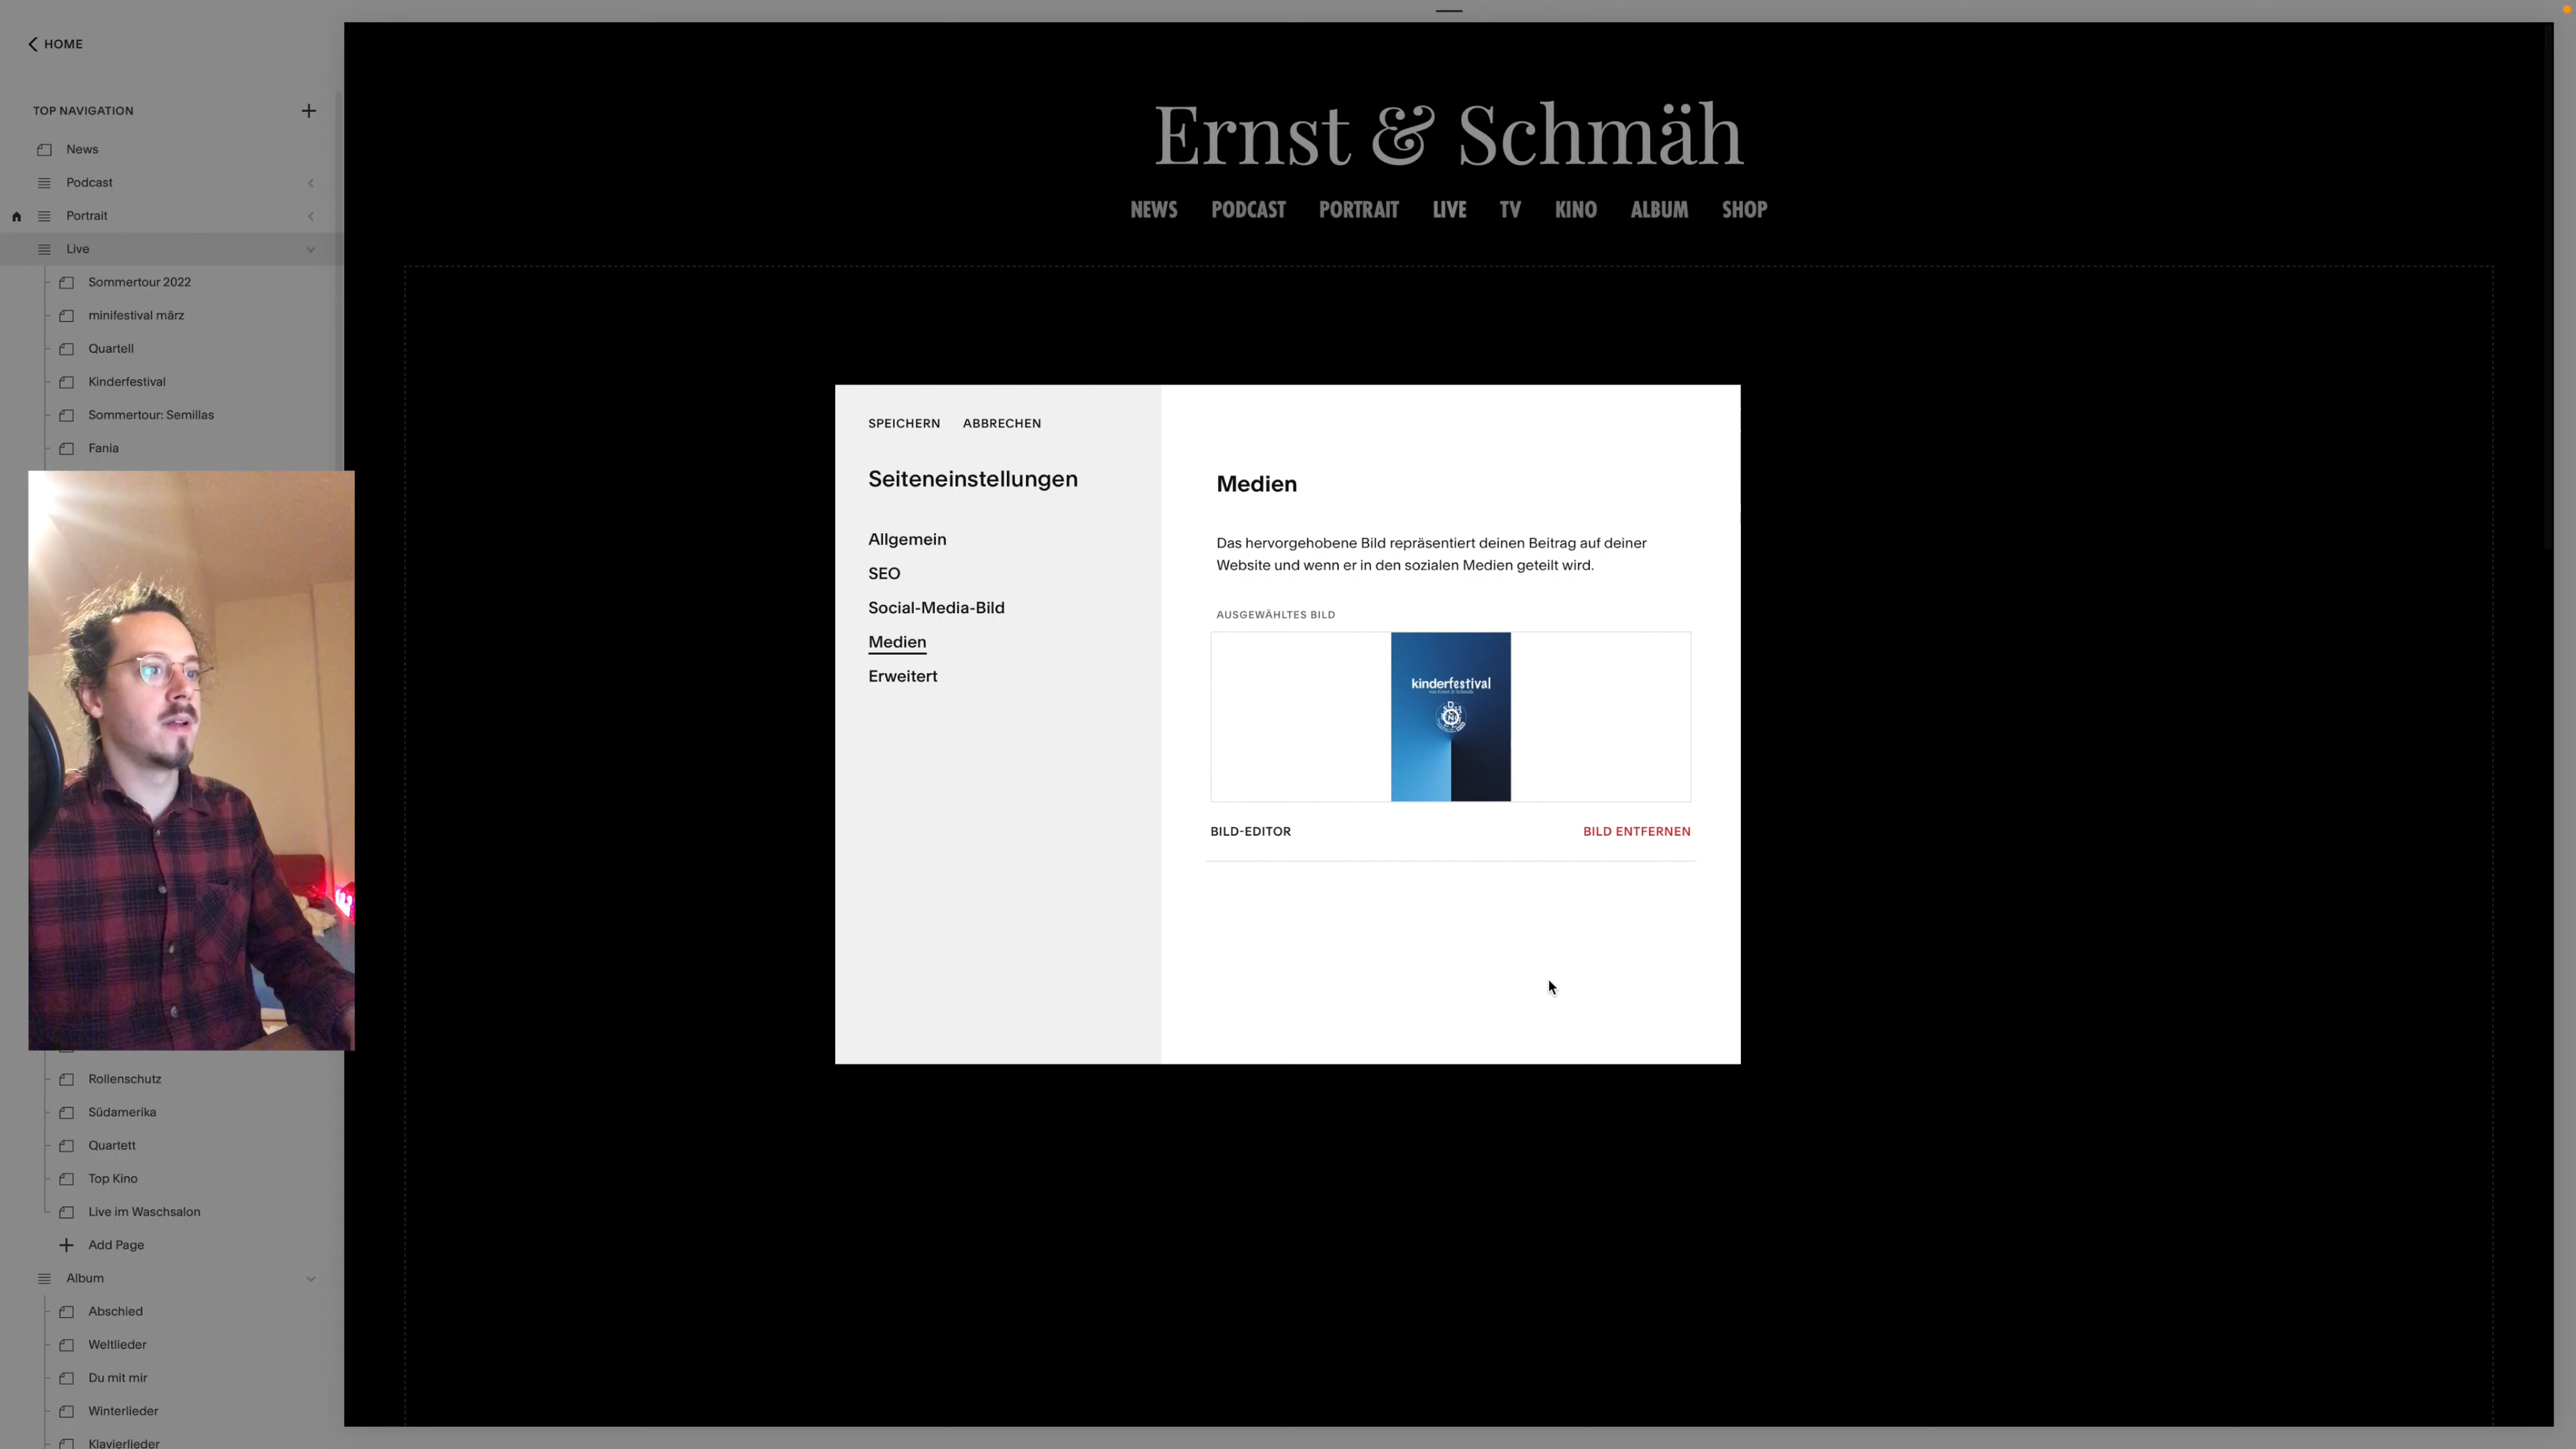 HOME
TOP NAVIGATION
News
Podcast
Portrait
Live
Sommertour 2022
minifestival märz
Quartell
Kinderfestival
Sommertour: Semillas
Fania
Rollenschutz
Südamerika
Quartett
Top Kino
Live im Waschsalon
Add Page
Album
Abschied
Weltlieder
Du mit mir
Winterlieder
Klavierlieder
Ernst & Schmäh
NEWS PODCAST PORTRAIT LIVE TV KINO ALBUM SHOP
SPEICHERN ABBRECHEN
Seiteneinstellungen
Allgemein
SEO
Social-Media-Bild
Medien
Erweitert
Medien
Das hervorgehobene Bild repräsentiert deinen Beitrag auf deiner
Website und wenn er in den sozialen Medien geteilt wird.
AUSGEWÄHLTES BILD
kinderfestival
von Ernst & Schmäh
BILD-EDITOR
BILD ENTFERNEN